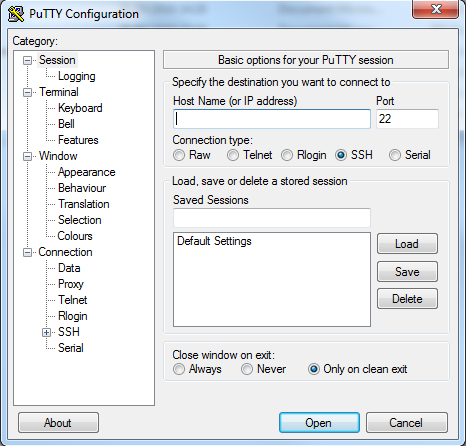 PuTTY Configuration
Category:
Session
Logging
Terminal
Keyboard
Bell
Features
Window
Appearance
Behaviour
Translation
Selection
Colours
Connection
Data
Proxy
Telnet
Rlogin
SSH
Serial
Basic options for your PuTTY session
Specify the destination you want to connect to
Host Name (or IP address) Port
22
Connection type:
Raw Telnet Rlogin SSH Serial
Load, save or delete a stored session
Saved Sessions
Default Settings
Load
Save
Delete
Close window on exit:
Always Never Only on clean exit
About Open Cancel